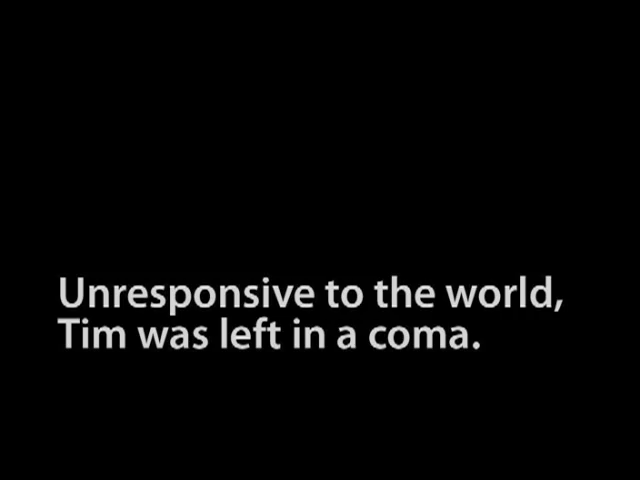 Unresponsive to the world,
Tim was left in a coma.